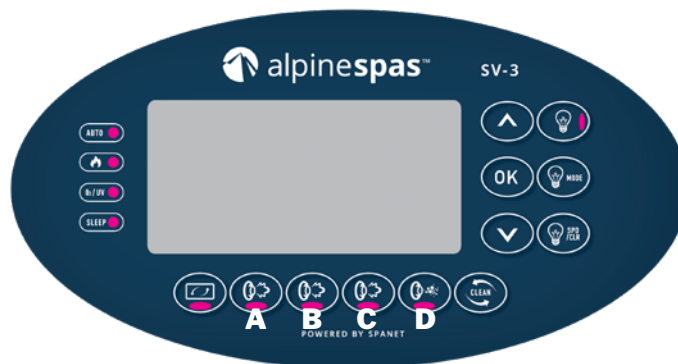 alpinespas™
SV-3
AUTO
O₃/UV
SLEEP
OK
MODE
SPD
/CLR
CLEAN
A B C D
POWERED BY SPANET